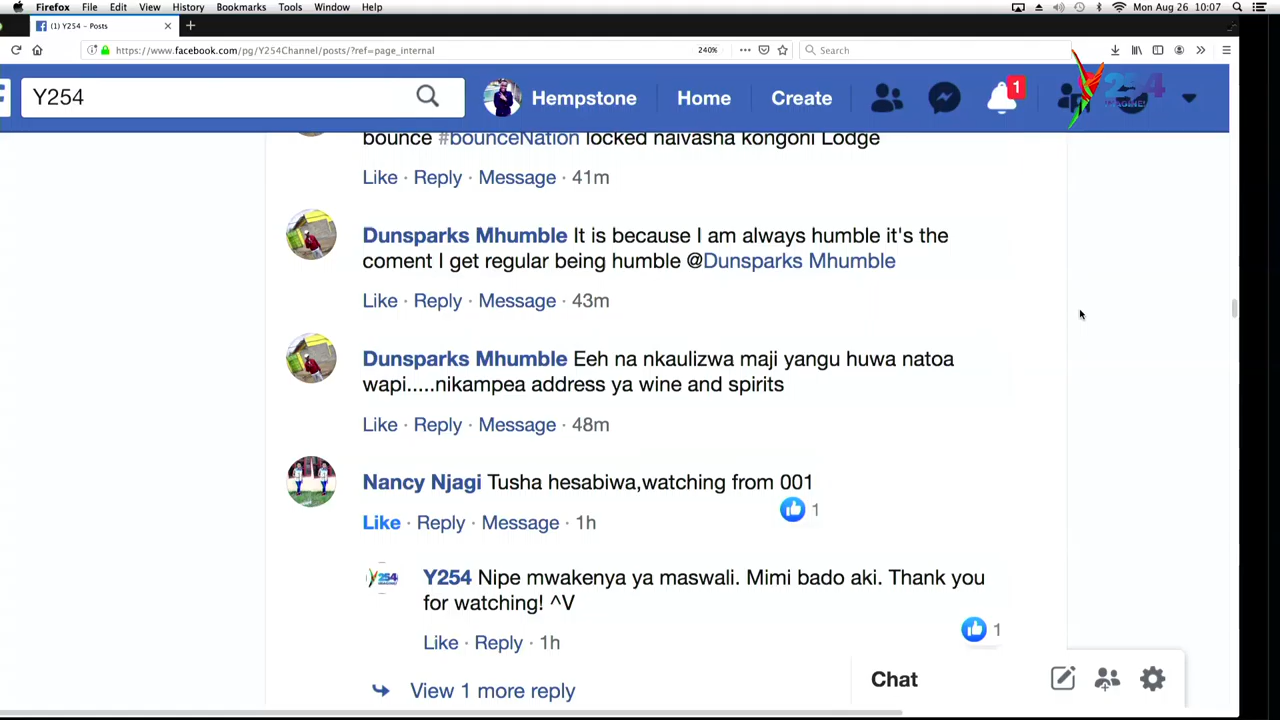 Firefox File Edit View History Bookmarks Tools Window Help Mon Aug 26 10:07
(1) Y254 - Posts
https://www.facebook.com/pg/Y254Channel/posts/?ref=page_internal 240% Search
Y254 Hempstone Home Create 1
254
bounce #bounceNation locked naivasha kongoni Lodge
Like · Reply · Message · 41m
Dunsparks Mhumble It is because I am always humble it's the
coment I get regular being humble @Dunsparks Mhumble
Like · Reply · Message · 43m
Dunsparks Mhumble Eeh na nkaulizwa maji yangu huwa natoa
wapi.....nikampea address ya wine and spirits
Like · Reply · Message · 48m
Nancy Njagi Tusha hesabiwa,watching from 001
1
Like · Reply · Message · 1h
Y254
Y254 Nipe mwakenya ya maswali. Mimi bado aki. Thank you
for watching! ^V
1
Like · Reply · 1h
View 1 more reply
Chat